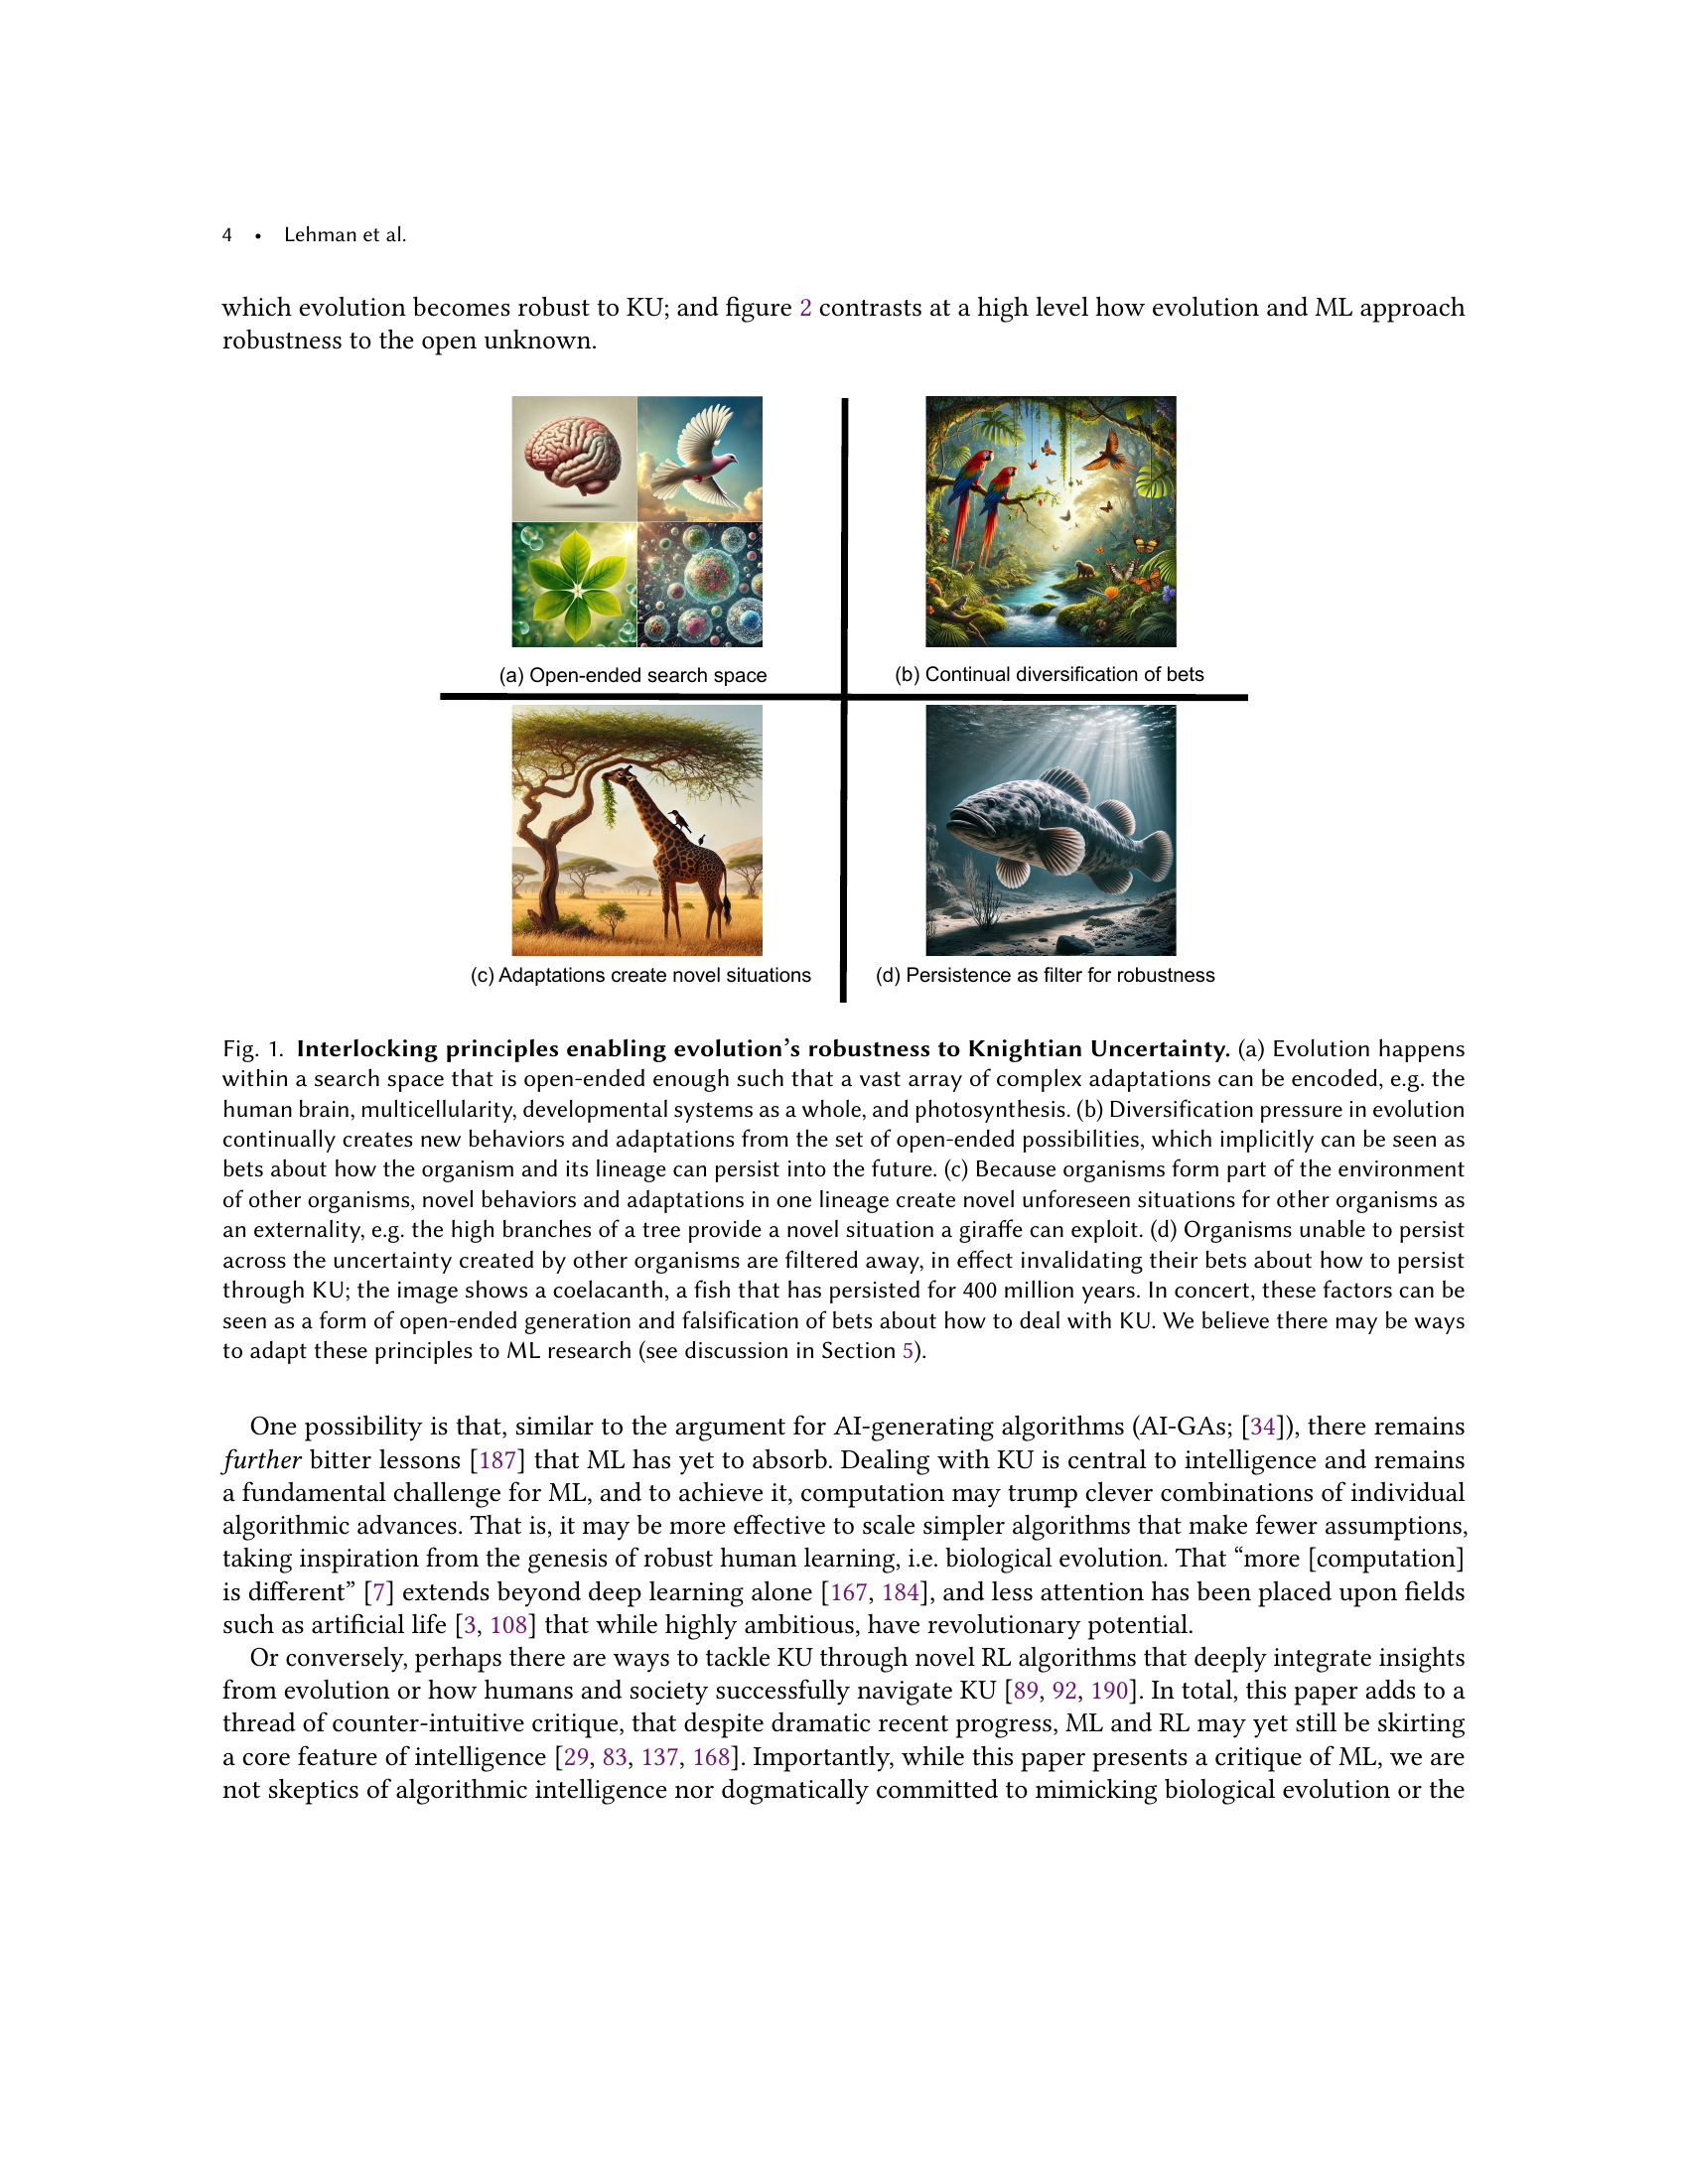 4 • Lehman et al.
which evolution becomes robust to KU; and figure 2 contrasts at a high level how evolution and ML approach
robustness to the open unknown.
(a) Open-ended search space
(b) Continual diversification of bets
(c) Adaptations create novel situations
(d) Persistence as filter for robustness
Fig. 1. Interlocking principles enabling evolution’s robustness to Knightian Uncertainty. (a) Evolution happens
within a search space that is open-ended enough such that a vast array of complex adaptations can be encoded, e.g. the
human brain, multicellularity, developmental systems as a whole, and photosynthesis. (b) Diversification pressure in evolution
continually creates new behaviors and adaptations from the set of open-ended possibilities, which implicitly can be seen as
bets about how the organism and its lineage can persist into the future. (c) Because organisms form part of the environment
of other organisms, novel behaviors and adaptations in one lineage create novel unforeseen situations for other organisms as
an externality, e.g. the high branches of a tree provide a novel situation a giraffe can exploit. (d) Organisms unable to persist
across the uncertainty created by other organisms are filtered away, in effect invalidating their bets about how to persist
through KU; the image shows a coelacanth, a fish that has persisted for 400 million years. In concert, these factors can be
seen as a form of open-ended generation and falsification of bets about how to deal with KU. We believe there may be ways
to adapt these principles to ML research (see discussion in Section 5).
One possibility is that, similar to the argument for AI-generating algorithms (AI-GAs; [34]), there remains
further bitter lessons [187] that ML has yet to absorb. Dealing with KU is central to intelligence and remains
a fundamental challenge for ML, and to achieve it, computation may trump clever combinations of individual
algorithmic advances. That is, it may be more effective to scale simpler algorithms that make fewer assumptions,
taking inspiration from the genesis of robust human learning, i.e. biological evolution. That “more [computation]
is different” [7] extends beyond deep learning alone [167, 184], and less attention has been placed upon fields
such as artificial life [3, 108] that while highly ambitious, have revolutionary potential.
Or conversely, perhaps there are ways to tackle KU through novel RL algorithms that deeply integrate insights
from evolution or how humans and society successfully navigate KU [89, 92, 190]. In total, this paper adds to a
thread of counter-intuitive critique, that despite dramatic recent progress, ML and RL may yet still be skirting
a core feature of intelligence [29, 83, 137, 168]. Importantly, while this paper presents a critique of ML, we are
not skeptics of algorithmic intelligence nor dogmatically committed to mimicking biological evolution or the